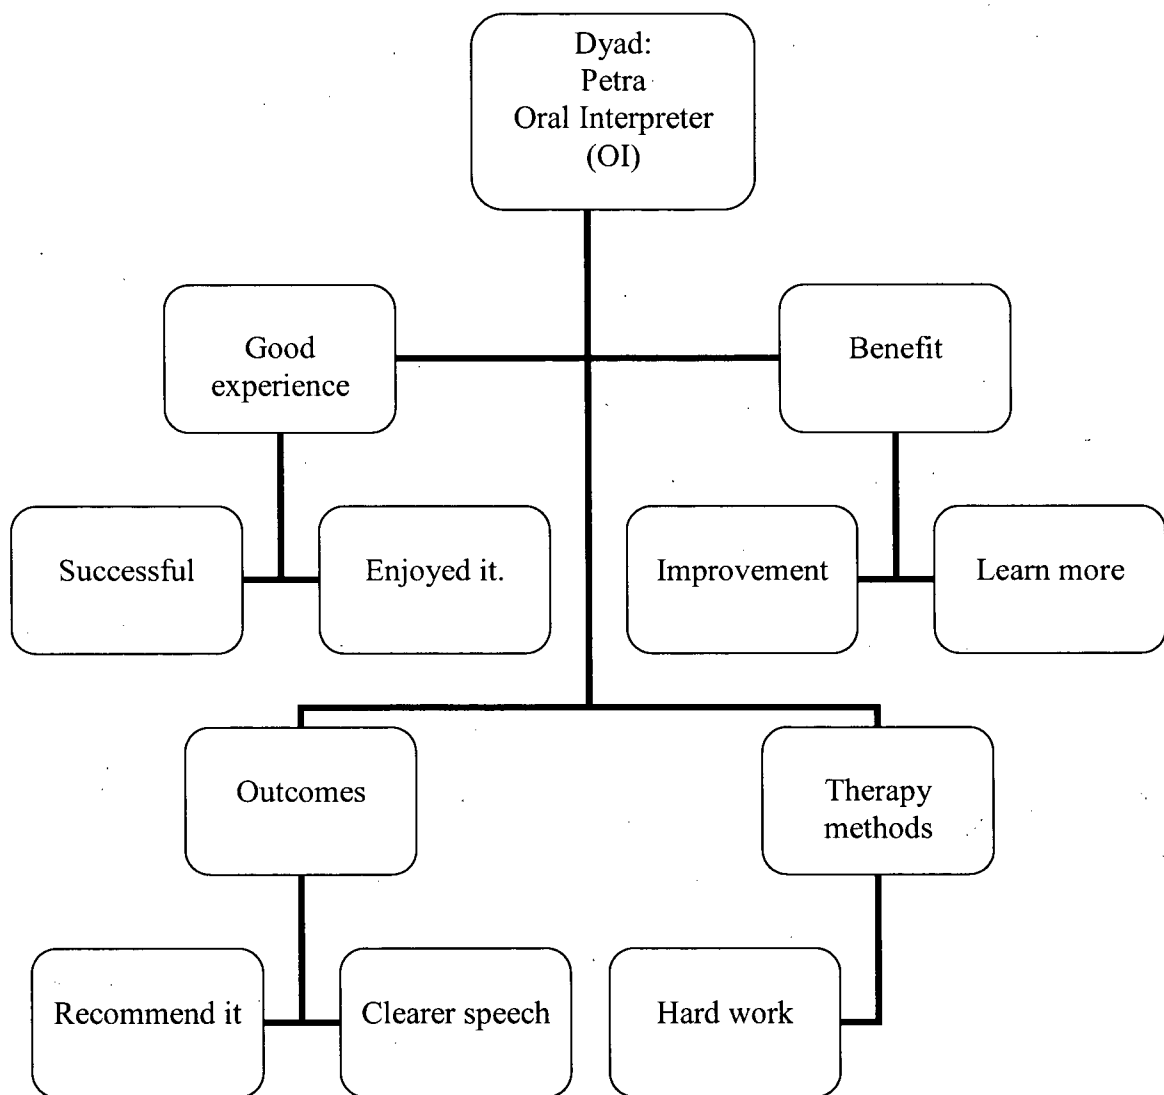 Dyad:
Petra
Oral Interpreter
(OI)
Good
experience
Benefit
Successful
Enjoyed it.
Improvement
Learn more
Outcomes
Therapy
methods
Recommend it
Clearer speech
Hard work